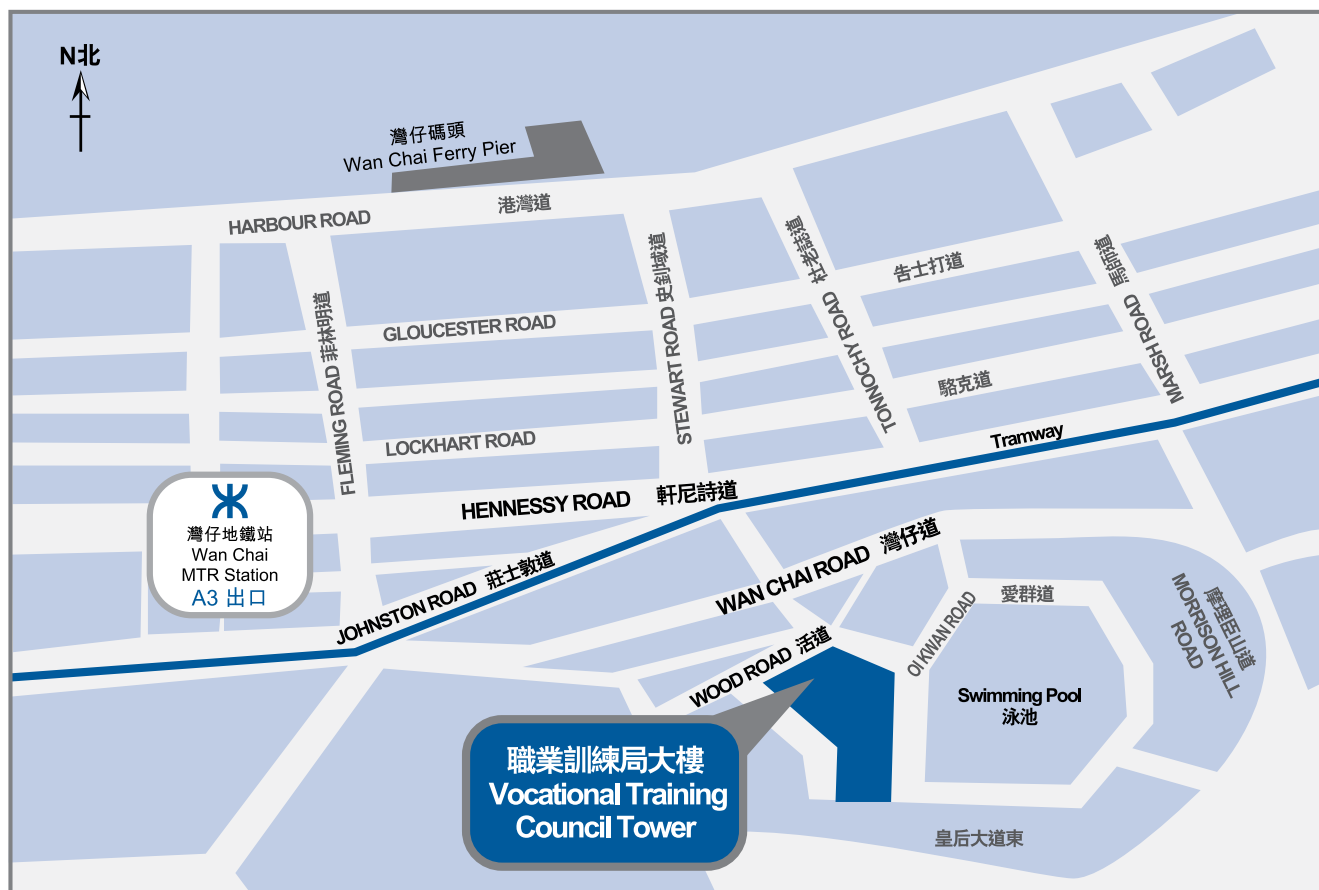 N北
灣仔碼頭
Wan Chai Ferry Pier
HARBOUR ROAD 港灣道
FLEMING ROAD 菲林明道
STEWART ROAD 史釗域道
TONNOCHY ROAD 杜老誌道
MARSH ROAD 馬師道
GLOUCESTER ROAD 告士打道
LOCKHART ROAD 駱克道
HENNESSY ROAD 軒尼詩道
Tramway
灣仔地鐵站
Wan Chai
MTR Station
A3 出口
JOHNSTON ROAD 莊士敦道
WAN CHAI ROAD 灣仔道
WOOD ROAD 活道
OI KWAN ROAD 愛群道
摩理臣山道
MORRISON HILL
ROAD
Swimming Pool
泳池
職業訓練局大樓
Vocational Training
Council Tower
皇后大道東